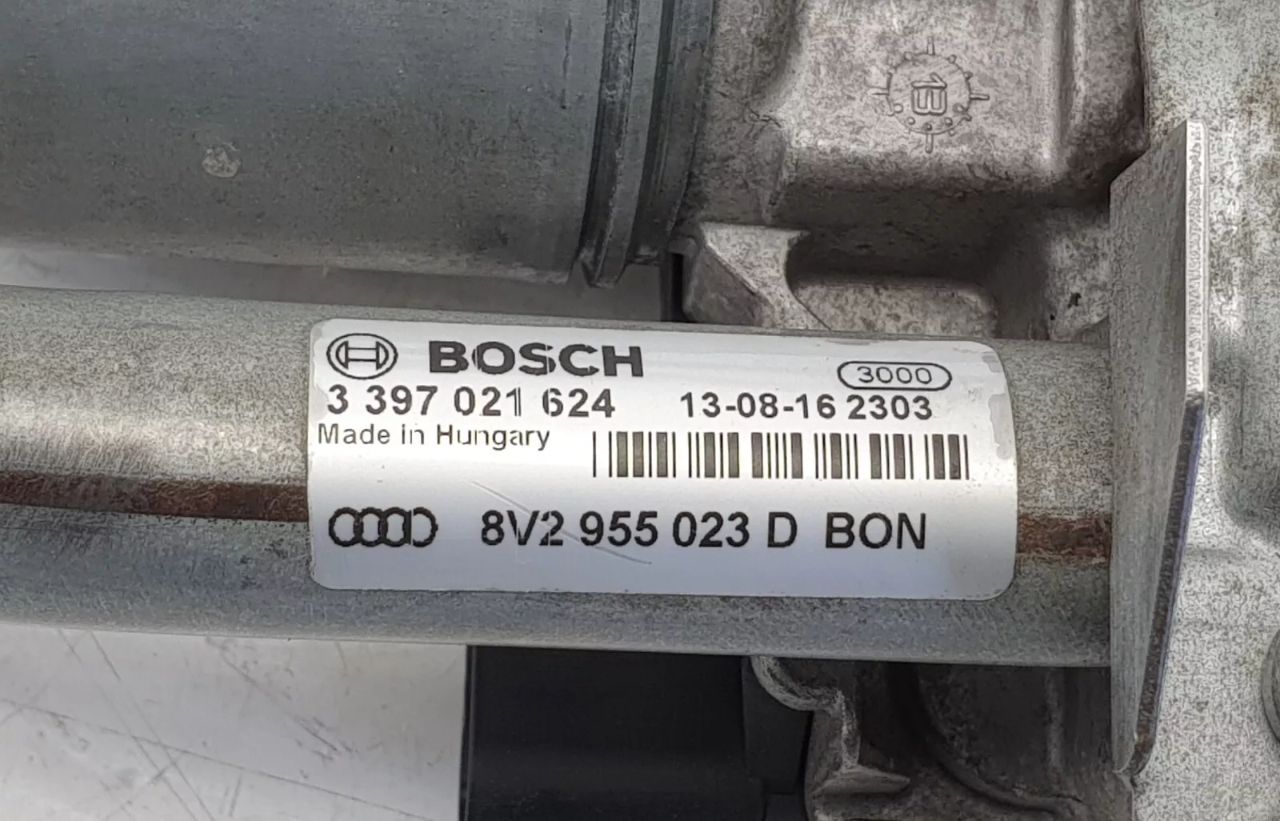 BOSCH
3000
3 397 021 624 13-08-16 2303
Made in Hungary
8V2 955 023 D BON